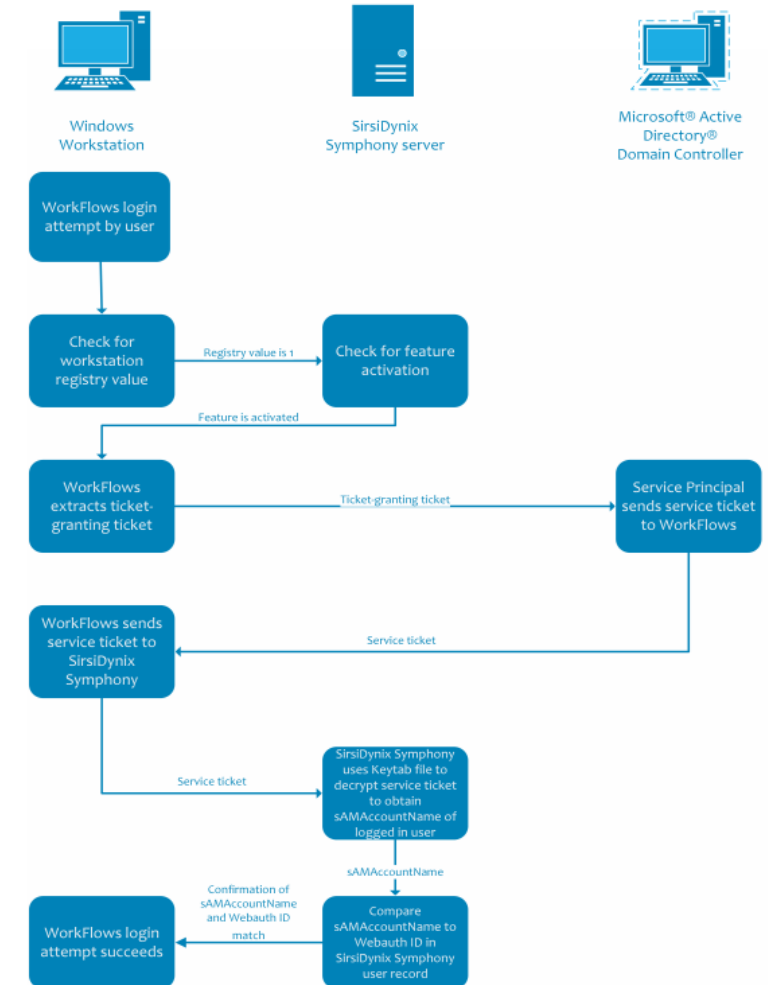 Windows
Workstation
SirsiDynix
Symphony server
Microsoft® Active
Directory®
Domain Controller
WorkFlows login
attempt by user
Check for
workstation
registry value
Registry value is 1
Check for feature
activation
Feature is activated
WorkFlows
extracts ticket-
granting ticket
Ticket-granting ticket
Service Principal
sends service ticket
to WorkFlows
WorkFlows sends
service ticket to
SirsiDynix
Symphony
Service ticket
Service ticket
SirsiDynix Symphony
uses Keytab file to
decrypt service ticket
to obtain
sAMAccountName of
logged in user
sAMAccountName
Compare
sAMAccountName to
Webauth ID in
SirsiDynix Symphony
user record
Confirmation of
sAMAccountName
and Webauth ID
match
WorkFlows login
attempt succeeds